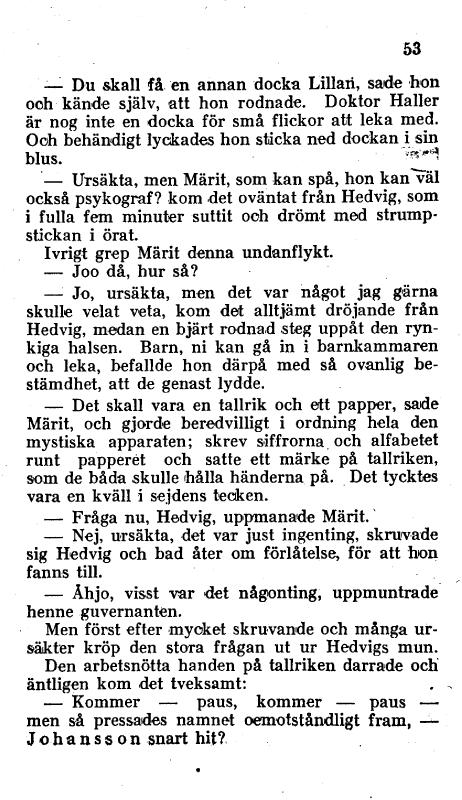 53
— Du skall få en annan docka Lillan, sade hon
och kände själv, att hon rodnade. Doktor Haller
är nog inte en docka för små flickor att leka med.
Och behändigt lyckades hon sticka ned dockan i sin
blus.
— Ursäkta, men Märit, som kan spå, hon kan väl
också psykograf? kom det oväntat från Hedvig, som
i fulla fem minuter suttit och drömt med strump-
stickan i örat.
Ivrigt grep Märit denna undanflykt.
— Joo då, hur så?
— Jo, ursäkta, men det var något jag gärna
skulle velat veta, kom det alltjämt dröjande från
Hedvig, medan en bjärt rodnad steg uppåt den ryn-
kiga halsen. Barn, ni kan gå in i barnkammaren
och leka, befallde hon därpå med så ovanlig be-
stämdhet, att de genast lydde.
— Det skall vara en tallrik och ett papper, sade
Märit, och gjorde beredvilligt i ordning hela den
mystiska apparaten; skrev siffrorna och alfabetet
runt papperet och satte ett märke på tallriken,
som de båda skulle hålla händerna på. Det tycktes
vara en kväll i sejdens tecken.
— Fråga nu, Hedvig, uppmanade Märit.
— Nej, ursäkta, det var just ingenting, skruvade
sig Hedvig och bad åter om förlåtelse, för att hon
fanns till.
— Åhjo, visst var det någonting, uppmuntrade
henne guvernanten.
Men först efter mycket skruvande och många ur-
säkter kröp den stora frågan ut ur Hedvigs mun.
Den arbetsnötta handen på tallriken darrade och
äntligen kom det tveksamt:
— Kommer — paus, kommer — paus —
men så pressades namnet oemotståndligt fram, —
Johansson snart hit?